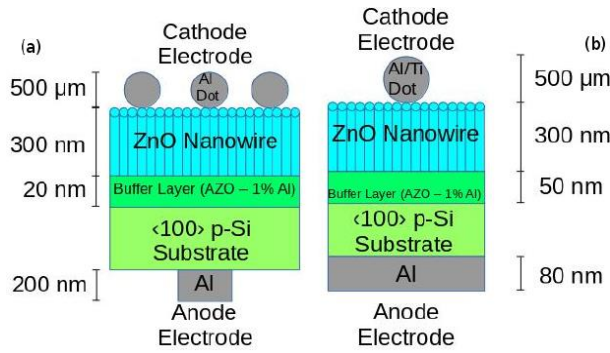 (a)
Cathode
Electrode
500 µm
Al
Dot
300 nm
ZnO Nanowire
20 nm
Buffer Layer (AZO – 1% Al)
‹100› p-Si
Substrate
200 nm
Al
Anode
Electrode
(b)
Cathode
Electrode
Al/Ti
Dot
500 µm
ZnO Nanowire
300 nm
Buffer Layer (AZO – 1% Al)
50 nm
‹100› p-Si
Substrate
Al
80 nm
Anode
Electrode